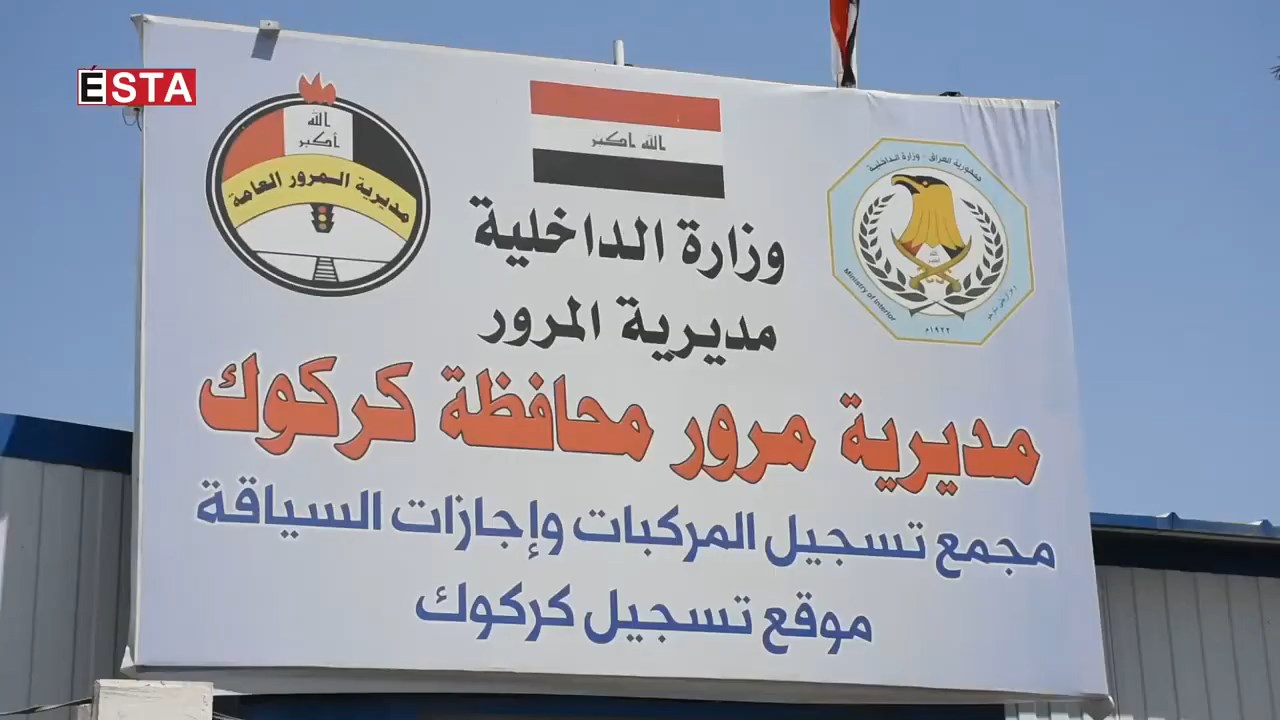 ÉSTA
الله
أكبر
مديرية المرور العامة
الله اكبر
جمهورية العراق - وزارة الداخلية
Ministry of Interior
١٩٢٢م
وزارة الداخلية
مديرية المرور
مديرية مرور محافظة كركوك
مجمع تسجيل المركبات وإجازات السياقة
موقع تسجيل كركوك